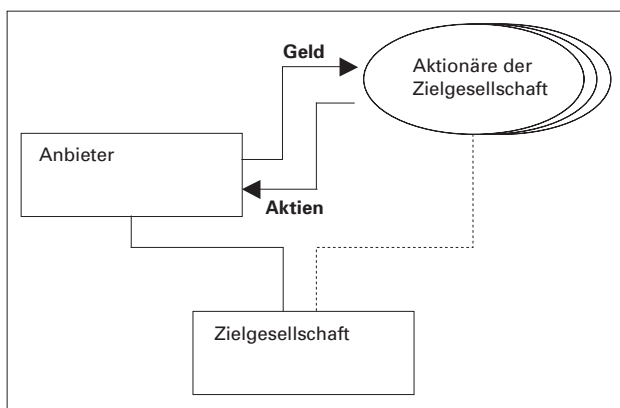 Geld
Aktionäre der
Zielgesellschaft
Anbieter
Aktien
Zielgesellschaft